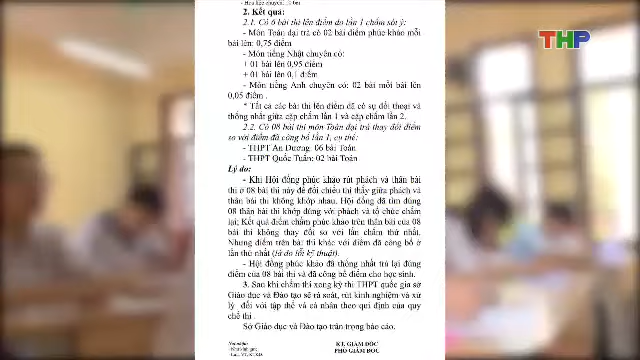 - Hoá học chuyên:
2. Kết quả:
2.1. Có 6 bài thi lên điểm do lần 1 chấm sót ý:
- Môn Toán đại trà có 02 bài điểm phúc khảo mỗi
bài lên: 0,75 điểm
- Môn tiếng Nhật chuyên có:
+ 01 bài lên 0,95 điểm
+ 01 bài lên 0,1 điểm
- Môn tiếng Anh chuyên có: 02 bài mỗi bài lên
0,05 điểm .
* Tất cả các bài thi lên điểm đã có sự đối thoại và
thống nhất giữa cặp chấm lần 1 và cặp chấm lần 2.
2.2. Có 08 bài thi môn Toán đại trà thay đổi điểm
so với điểm đã công bố lần 1, cụ thể:
- THPT An Dương: 06 bài Toán
- THPT Quốc Tuấn: 02 bài Toán
Lý do:
- Khi Hội đồng phúc khảo rút phách và thân bài
thi ở 08 bài thi này để đối chiếu thì thấy giữa phách và
thân bài thi không khớp nhau. Hội đồng đã tìm đúng
08 thân bài thi khớp đúng với phách và tổ chức chấm
lại; Kết quả điểm chấm phúc khảo trên thân bài của 08
bài thi không thay đổi so với lần chấm thứ nhất.
Nhưng điểm trên bài thi khác với điểm đã công bố ở
lần thứ nhất (là do lỗi kỹ thuật).
- Hội đồng phúc khảo đã thống nhất trả lại đúng
điểm của 08 bài thi và đã công bố điểm cho học sinh.
3. Sau khi chấm thi xong kỳ thi THPT quốc gia sở
Giáo dục và Đào tạo sẽ rà soát, rút kinh nghiệm và xử
lý đối với tập thể và cá nhân theo qui định của quy
chế thi .
Sở Giáo dục và Đào tạo trân trọng báo cáo.
Nơi nhận:
KT. GIÁM ĐỐC
PHÓ GIÁM ĐỐC
THP